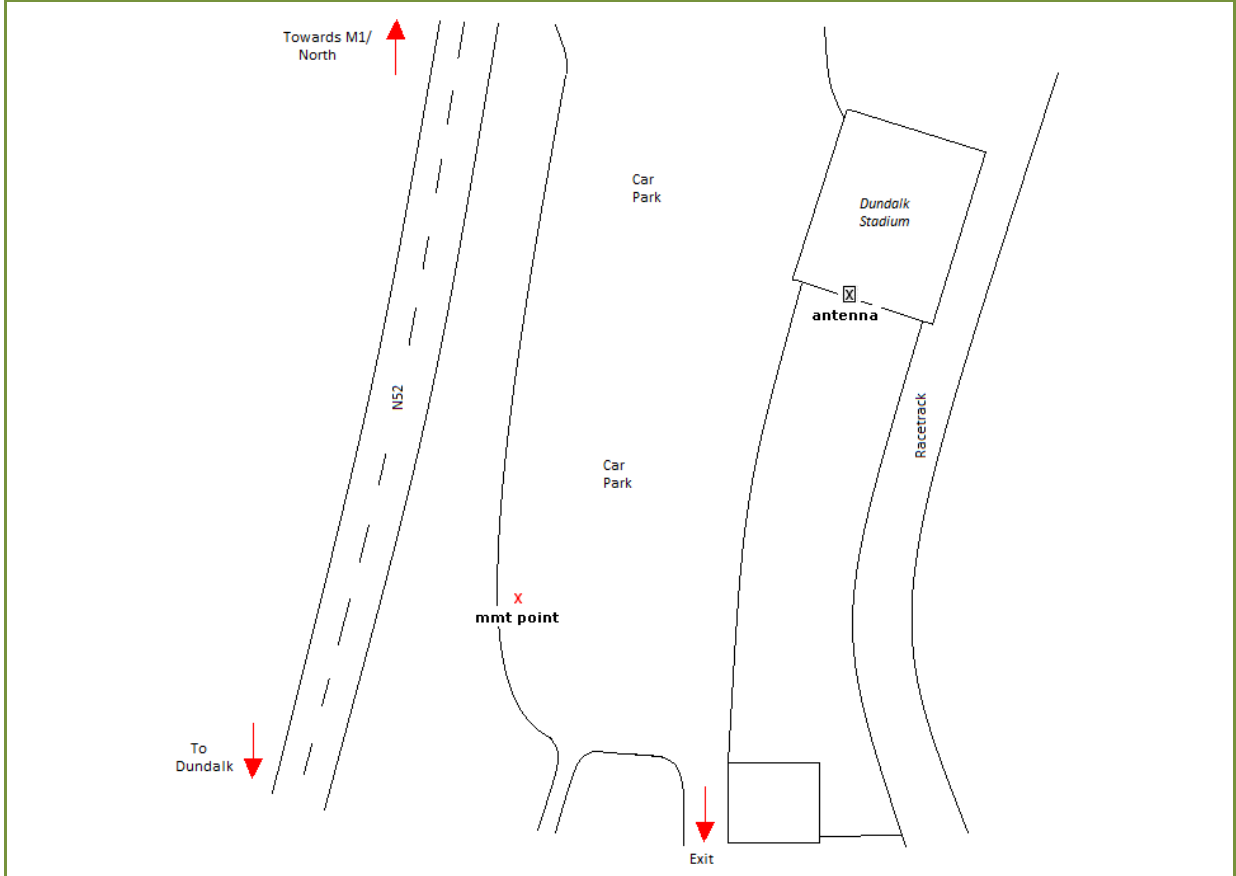 Towards M1/
North
Car
Park
Dundalk
Stadium
X
antenna
N52
Racetrack
Car
Park
X
mmt point
To
Dundalk
Exit